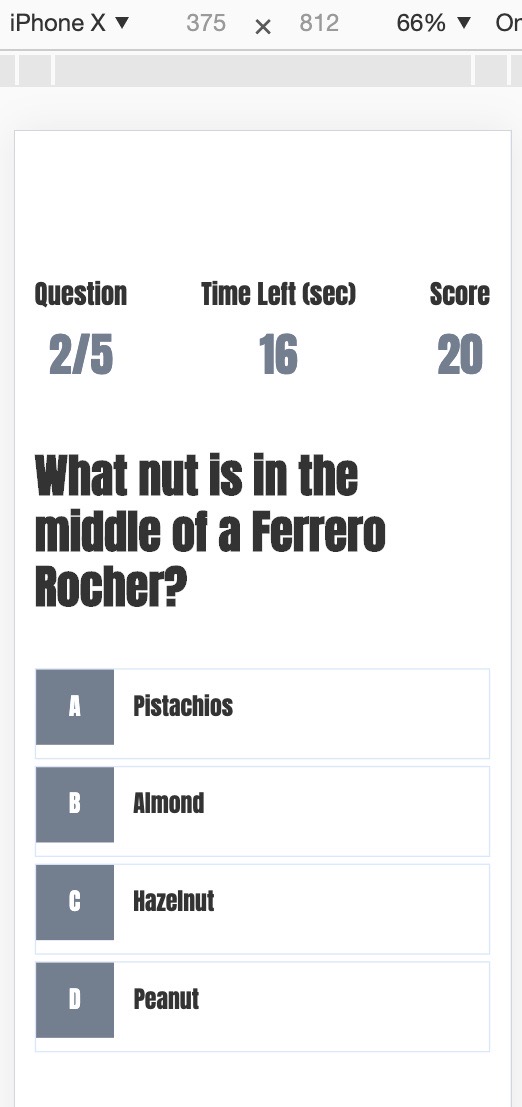 iPhone X ▼ 375 × 812 66% ▼ Or
Question Time Left (sec) Score
2/5 16 20
What nut is in the
middle of a Ferrero
Rocher?
A Pistachios
B Almond
C Hazelnut
D Peanut